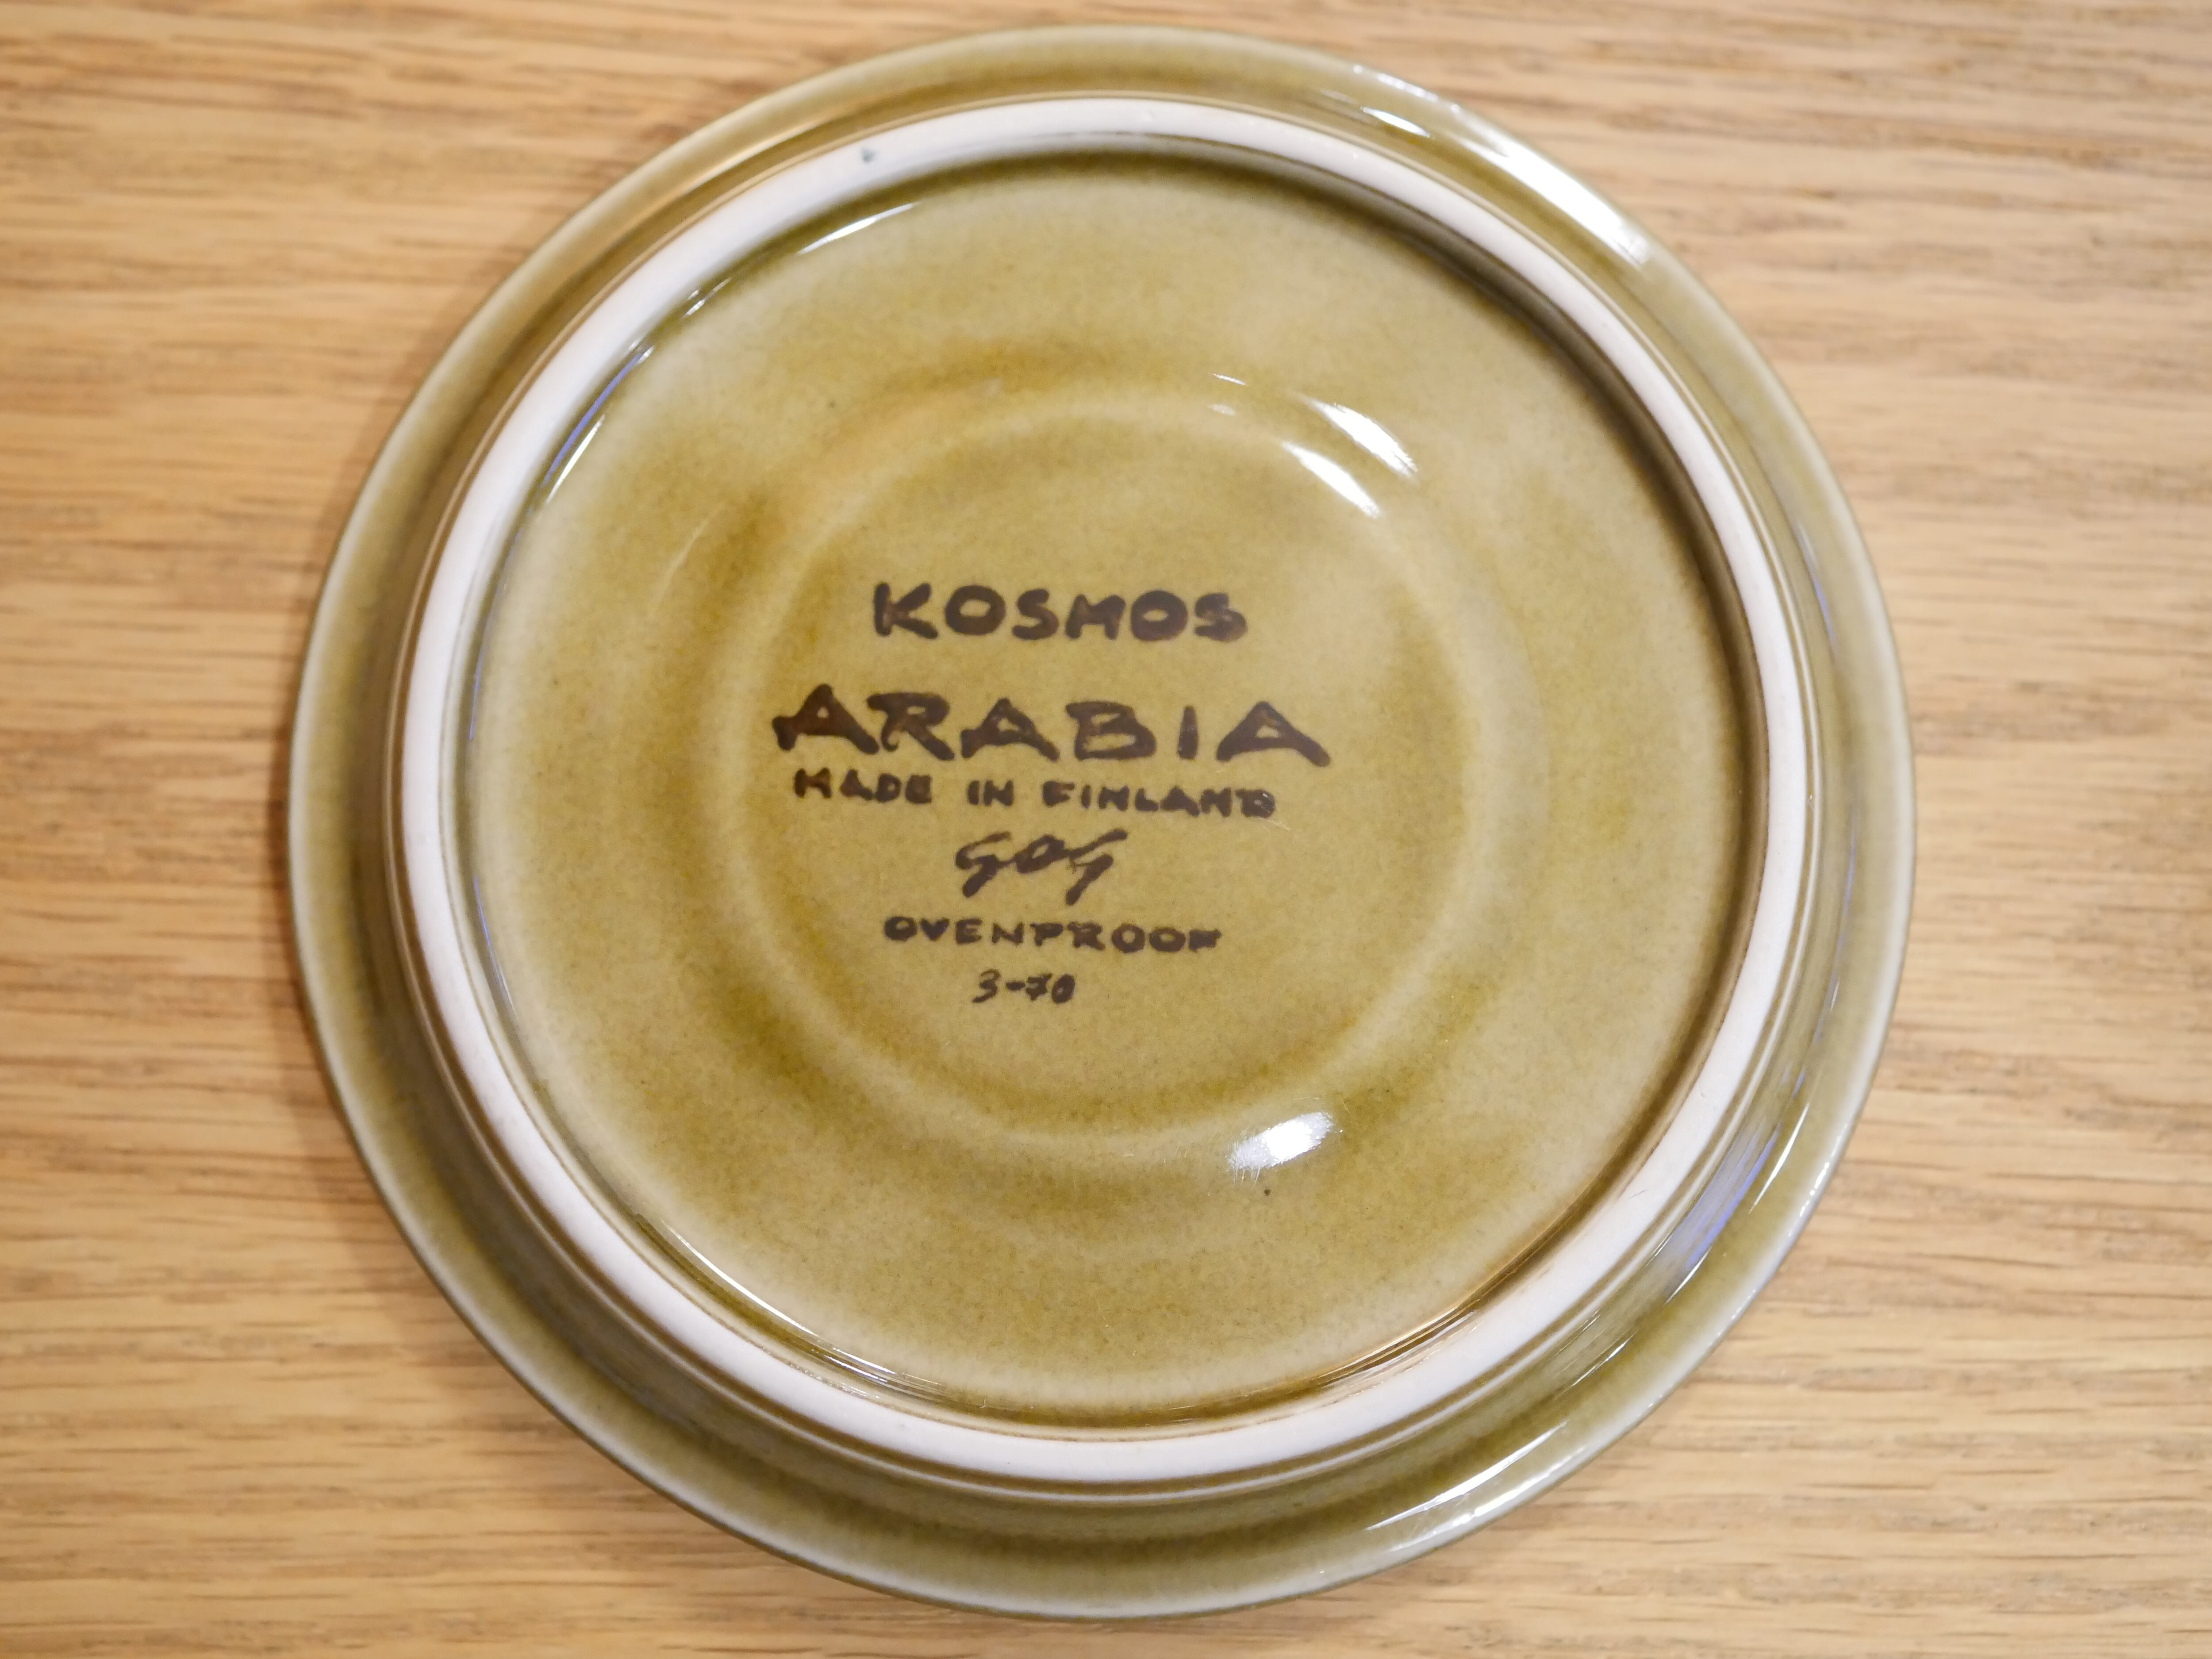 KOSMOS
ARABIA
MADE IN FINLAND
GOG
OVENPROOF
3-70